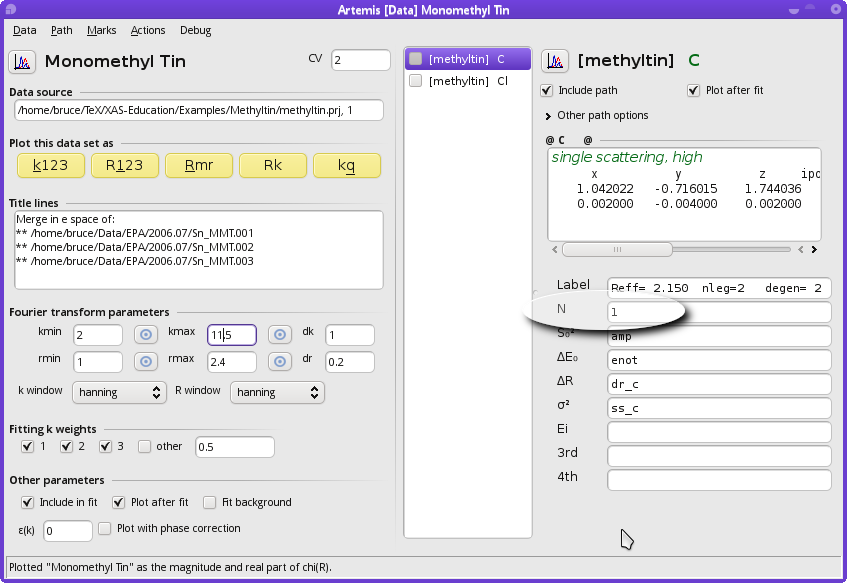 Artemis [Data] Monomethyl Tin
Data Path Marks Actions Debug
Monomethyl Tin CV 2
Data source
/home/bruce/TeX/XAS-Education/Examples/Methyltin/methyltin.prj, 1
Plot this data set as
k123 R123 Rmr Rk kq
Title lines
Merge in e space of:
** /home/bruce/Data/EPA/2006.07/Sn_MMT.001
** /home/bruce/Data/EPA/2006.07/Sn_MMT.002
** /home/bruce/Data/EPA/2006.07/Sn_MMT.003
Fourier transform parameters
kmin 2 kmax 11.5 dk 1
rmin 1 rmax 2.4 dr 0.2
k window hanning R window hanning
Fitting k weights
1 2 3 other 0.5
Other parameters
Include in fit Plot after fit Fit background
ε(k) 0 Plot with phase correction
[methyltin] C
[methyltin] Cl
[methyltin] C
Include path Plot after fit
Other path options
@ C @
single scattering, high
x y z ipo
1.042022 -0.716015 1.744036
0.002000 -0.004000 0.002000
Label Reff= 2.150 nleg=2 degen= 2
N 1
S₀² amp
ΔE₀ enot
ΔR dr_c
σ² ss_c
Ei
3rd
4th
Plotted "Monomethyl Tin" as the magnitude and real part of chi(R).